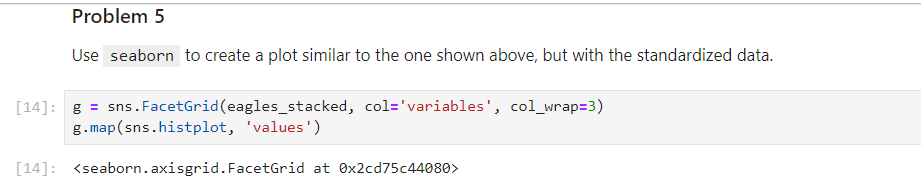 Problem 5
Use seaborn to create a plot similar to the one shown above, but with the standardized data.
[14]: g = sns.FacetGrid(eagles_stacked, col='variables', col_wrap=3)
g.map(sns.histplot, 'values')
[14]: <seaborn.axisgrid.FacetGrid at 0x2cd75c44080>